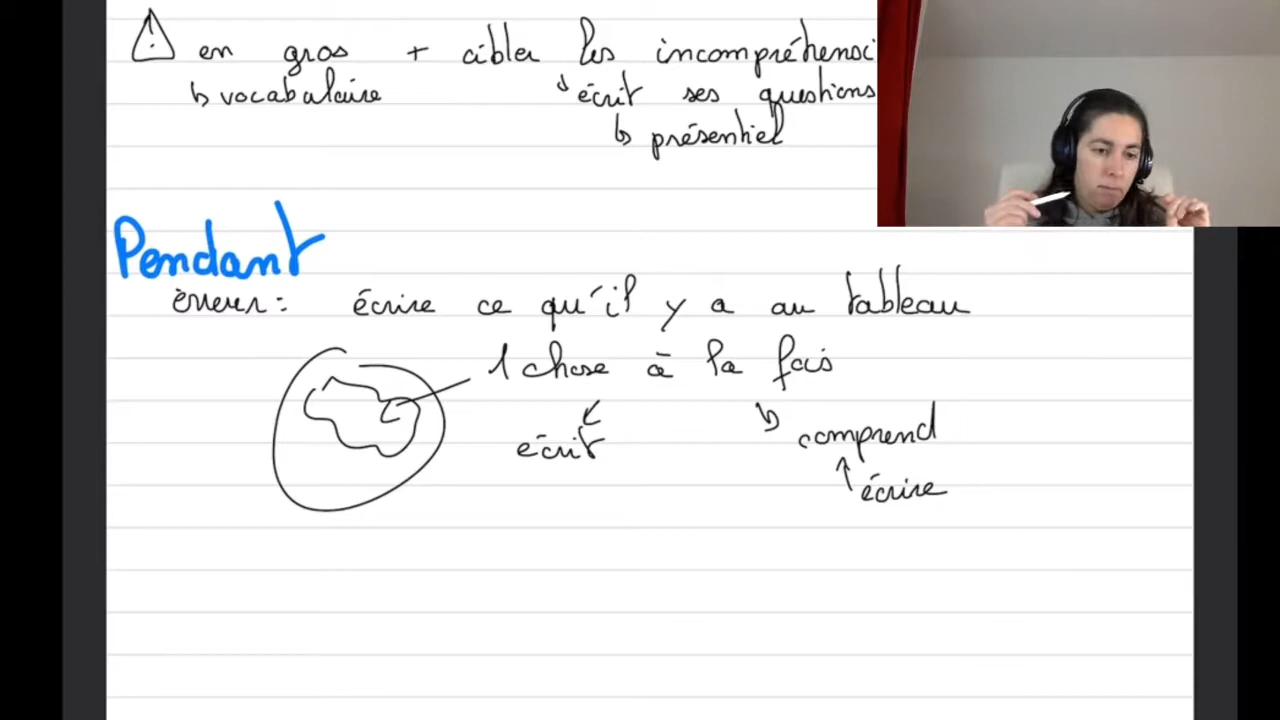 ! en gros + cibler les incompréhensi
↳ vocabulaire ↳ écrit ses questions
↳ présentiel
Pendant
erreur : écrire ce qu'il y a au tableau
1 chose à la fois
écrit ↳ comprend
↑ écrire